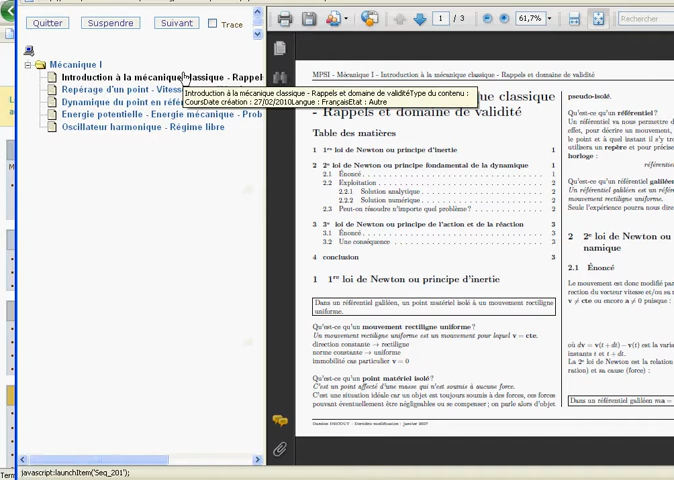 Quitter
Suspendre
Suivant
Trace
Mécanique I
Introduction à la mécanique classique - Rappel
Repérage d'un point - Vitess
Dynamique du point en réfé
Energie potentielle - Energie mécanique - Prob
Oscillateur harmonique - Régime libre
Introduction à la mécanique classique - Rappels et domaine de validitéType du contenu :
CoursDate création : 27/02/2010Langue : FrançaisEtat : Autre
javascript:launchItem('Seq_201');
Term
1 / 3
61,7%
Rechercher
MPSI - Mécanique I - Introduction à la mécanique classique - Rappels et domaine de validité
que classique
- Rappels et domaine de validité
Table des matières
1 1re loi de Newton ou principe d'inertie 1
2 2e loi de Newton ou principe fondamental de la dynamique 1
2.1 Énoncé 1
2.2 Exploitation 2
2.2.1 Solution analytique 2
2.2.2 Solution numérique 2
2.3 Peut-on résoudre n'importe quel problème? 2
3 3e loi de Newton ou principe de l'action et de la réaction 3
3.1 Énoncé 3
3.2 Une conséquence 3
4 conclusion 3
1 1re loi de Newton ou principe d'inertie
Dans un référentiel galiléen, un point matériel isolé à un mouvement rectiligne
uniforme.
Qu'est-ce qu'un mouvement rectiligne uniforme?
Un mouvement rectiligne uniforme est un mouvement pour lequel v = cte.
direction constante → rectiligne
norme constante → uniforme
immobilité cas particulier v = 0
Qu'est-ce qu'un point matériel isolé?
C'est un point affecté d'une masse qui n'est soumis à aucune force.
C'est une situation idéale car un objet est toujours soumis à des forces, ces forces
pouvant éventuellement être négligeables ou se compenser; on parle alors d'objet
pseudo-isolé.
Qu'est-ce qu'un référentiel?
Un référentiel va nous permettre de
effet, pour décrire un mouvement,
le point et à quel instant il s'y tro
utilisera un repère et pour précise
horloge :
référe
Qu'est-ce qu'un référentiel galiléen
Un référentiel galiléen est un référe
mouvement rectiligne uniforme.
Seule l'expérience pourra nous dire
2 2e loi de Newton ou
namique
2.1 Énoncé
Le mouvement est donc modifié pa
rection du vecteur vitesse et/ou sa
v ≠ cte ou encore a ≠ 0 puisque :
où dv = v(t + dt) − v(t) est la varia
instants t et t + dt.
La 2e loi de Newton est la relation
ration) et sa cause (force) :
Dans un référentiel galiléen ma =